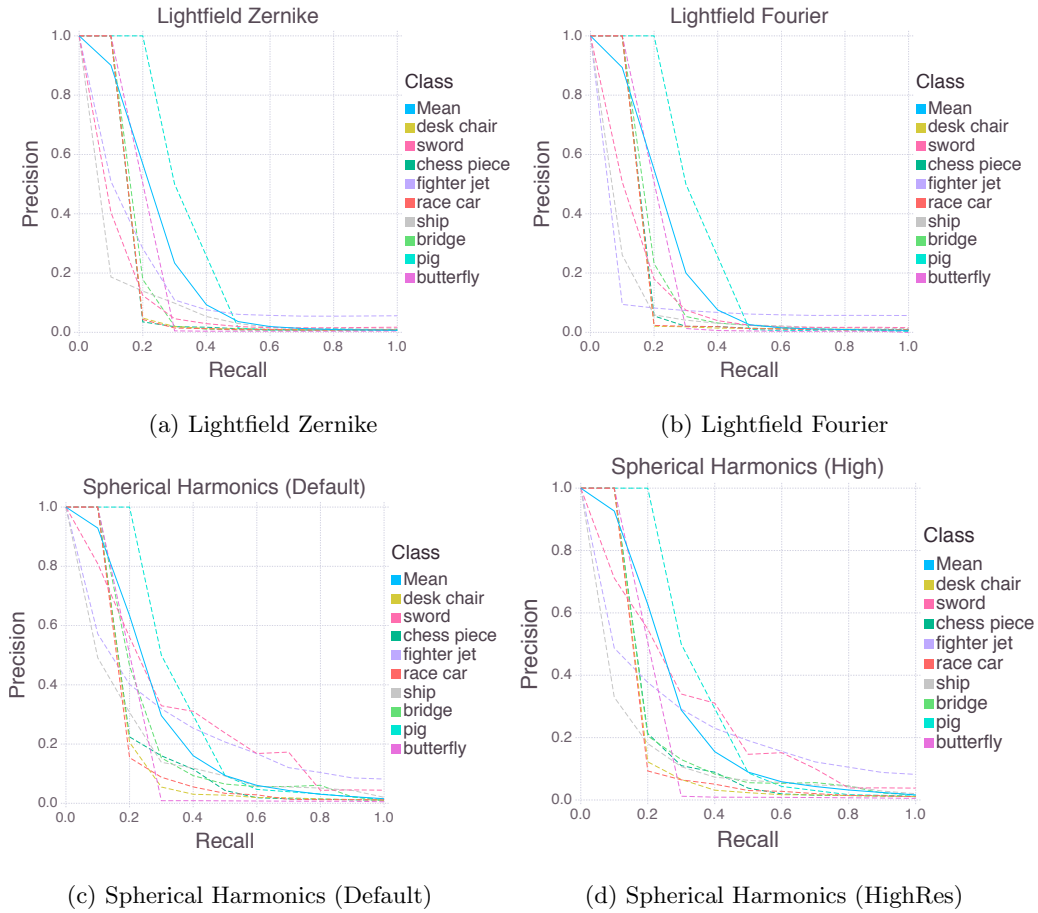 Lightfield Zernike
Precision
1.0
0.8
0.6
0.4
0.2
0.0
0.0 0.2 0.4 0.6 0.8 1.0
Recall
Class
Mean
desk chair
sword
chess piece
fighter jet
race car
ship
bridge
pig
butterfly
(a) Lightfield Zernike
Lightfield Fourier
Precision
1.0
0.8
0.6
0.4
0.2
0.0
0.0 0.2 0.4 0.6 0.8 1.0
Recall
Class
Mean
desk chair
sword
chess piece
fighter jet
race car
ship
bridge
pig
butterfly
(b) Lightfield Fourier
Spherical Harmonics (Default)
Precision
1.0
0.8
0.6
0.4
0.2
0.0
0.0 0.2 0.4 0.6 0.8 1.0
Recall
Class
Mean
desk chair
sword
chess piece
fighter jet
race car
ship
bridge
pig
butterfly
(c) Spherical Harmonics (Default)
Spherical Harmonics (High)
Precision
1.0
0.8
0.6
0.4
0.2
0.0
0.0 0.2 0.4 0.6 0.8 1.0
Recall
Class
Mean
desk chair
sword
chess piece
fighter jet
race car
ship
bridge
pig
butterfly
(d) Spherical Harmonics (HighRes)